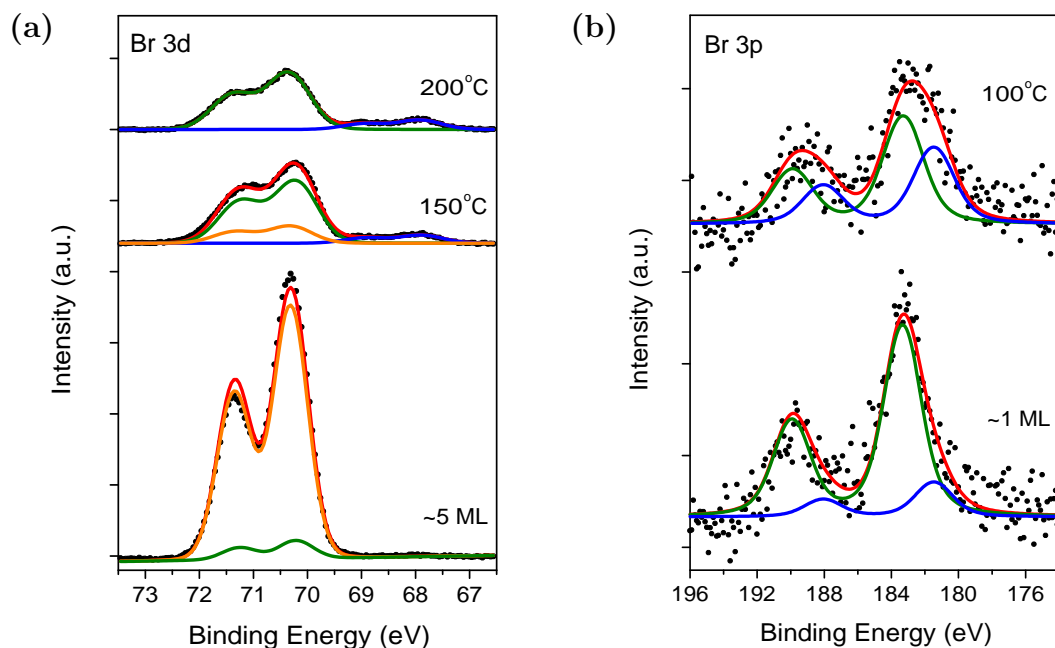 (a)
Br 3d
200°C
150°C
~5 ML
Intensity (a.u.)
73 72 71 70 69 68 67
Binding Energy (eV)
(b)
Br 3p
100°C
~1 ML
Intensity (a.u.)
196 192 188 184 180 176
Binding Energy (eV)